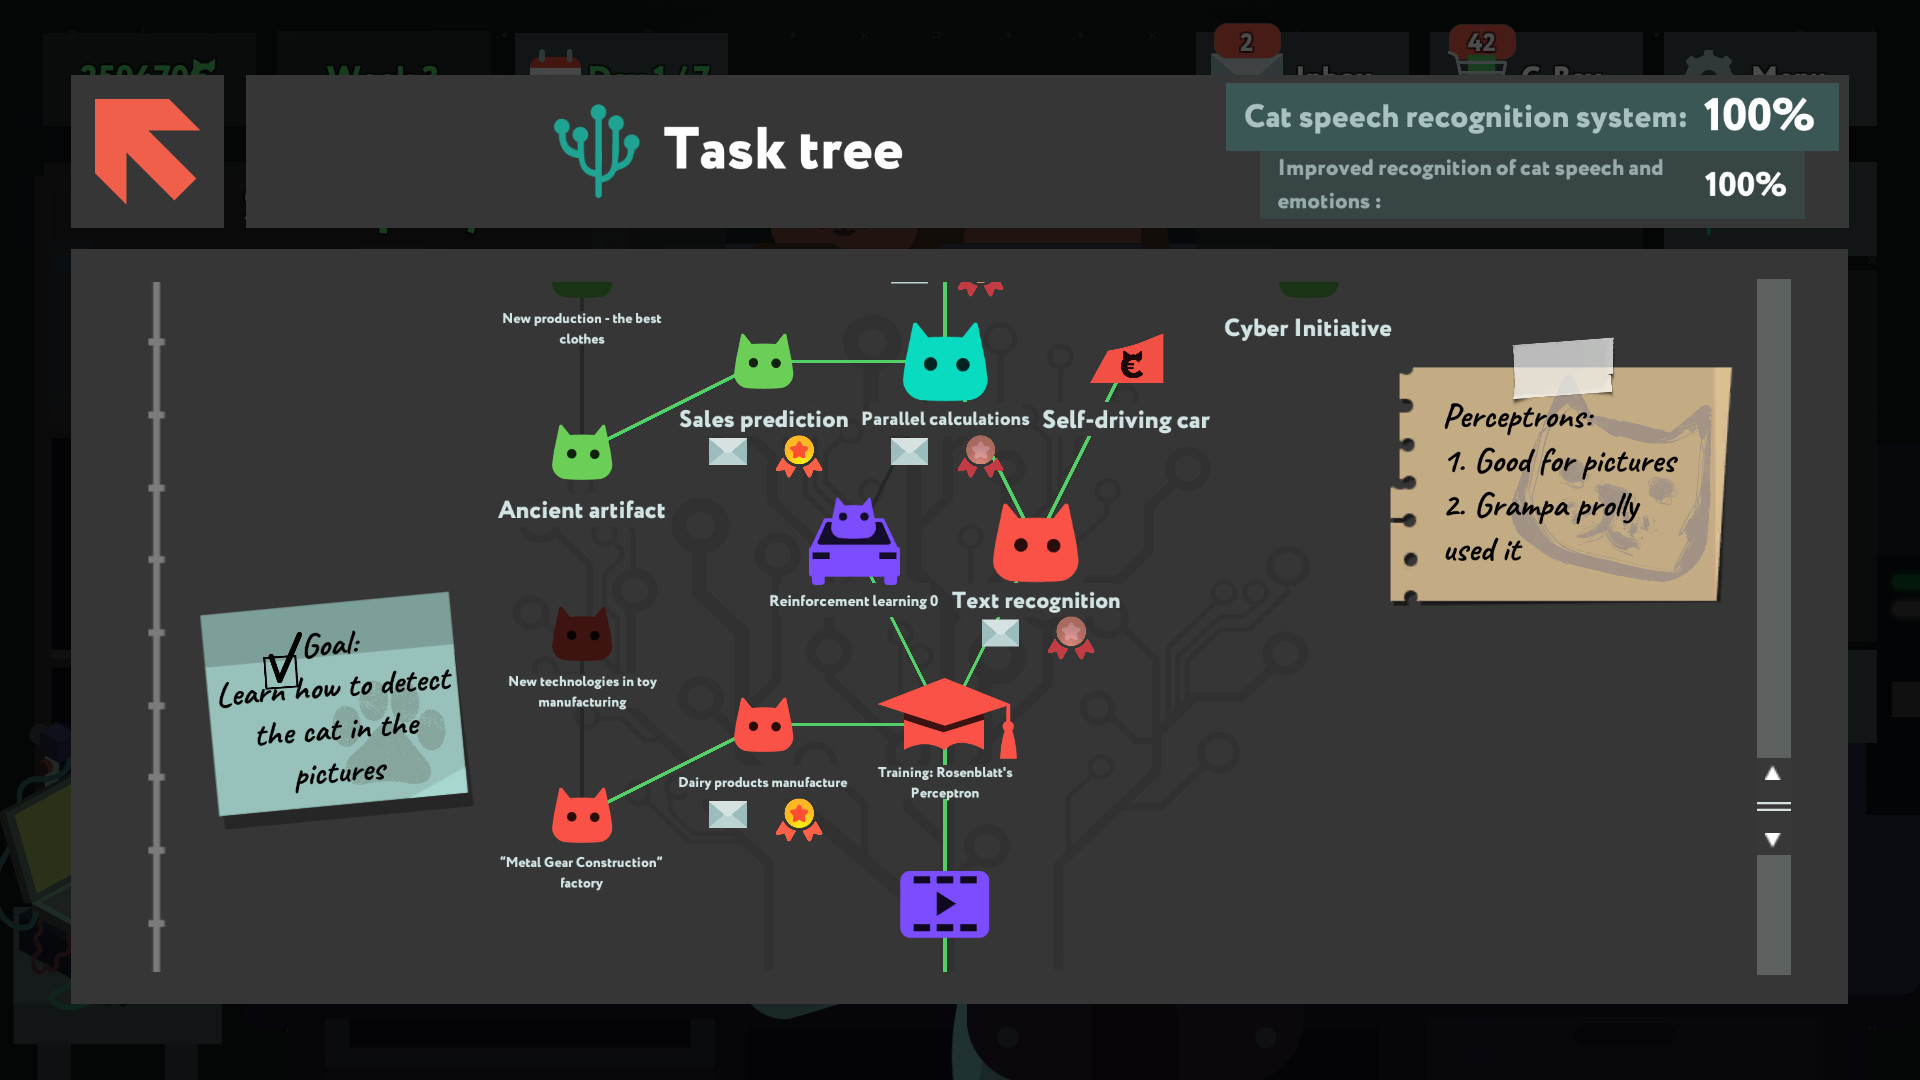 2
42
Task tree
Cat speech recognition system: 100%
Improved recognition of cat speech and
emotions :
100%
New production - the best
clothes
Cyber Initiative
Sales prediction
Parallel calculations
Self-driving car
Ancient artifact
Perceptrons:
1. Good for pictures
2. Grampa prolly
used it
Reinforcement learning 0
Text recognition
Goal:
Learn how to detect
the cat in the
pictures
New technologies in toy
manufacturing
Dairy products manufacture
Training: Rosenblatt's
Perceptron
"Metal Gear Construction"
factory